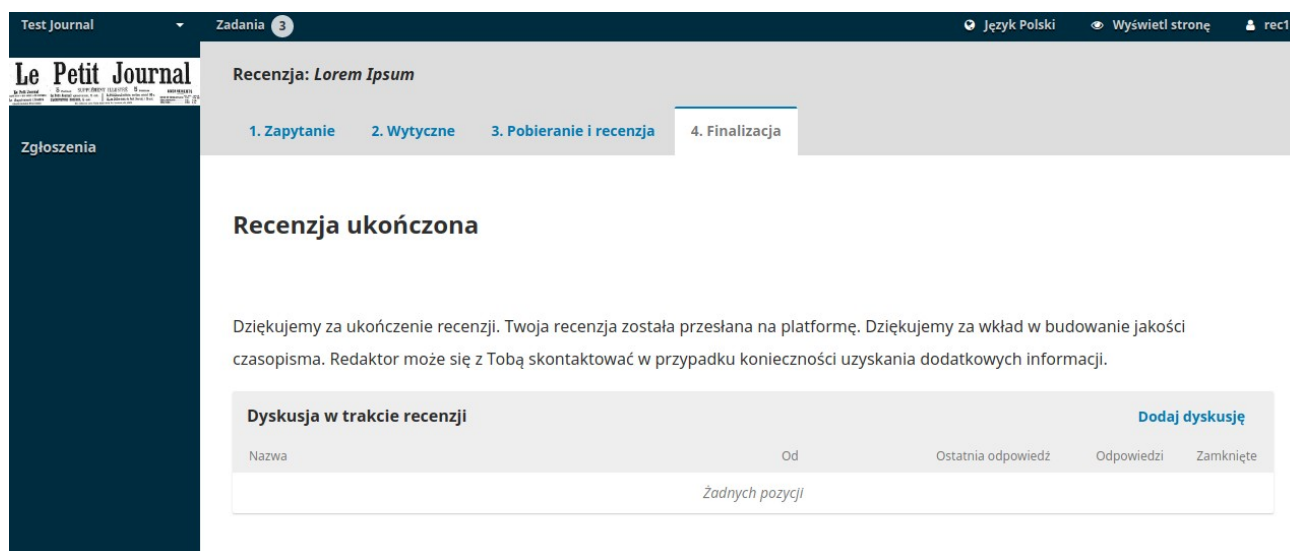 Test Journal
Zadania 3
Język Polski
Wyświetl stronę
rec1
Le Petit Journal
Zgłoszenia
Recenzja: Lorem Ipsum
1. Zapytanie 2. Wytyczne 3. Pobieranie i recenzja 4. Finalizacja
Recenzja ukończona
Dziękujemy za ukończenie recenzji. Twoja recenzja została przesłana na platformę. Dziękujemy za wkład w budowanie jakości
czasopisma. Redaktor może się z Tobą skontaktować w przypadku konieczności uzyskania dodatkowych informacji.
Dyskusja w trakcie recenzji Dodaj dyskusję
Nazwa Od Ostatnia odpowiedź Odpowiedzi Zamknięte
Żadnych pozycji